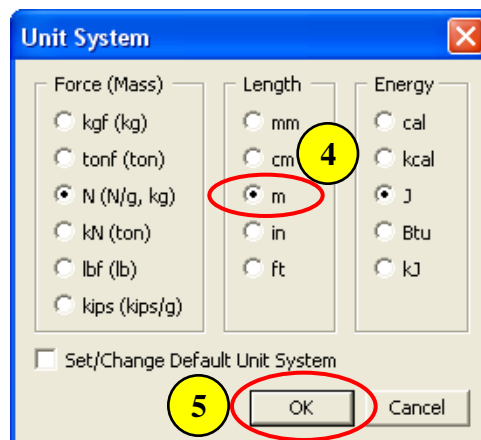 Unit System
Force (Mass)
kgf (kg)
tonf (ton)
N (N/g, kg)
kN (ton)
lbf (lb)
kips (kips/g)
Length
mm
cm
m
in
ft
Energy
cal
kcal
J
Btu
kJ
4
Set/Change Default Unit System
5
OK
Cancel